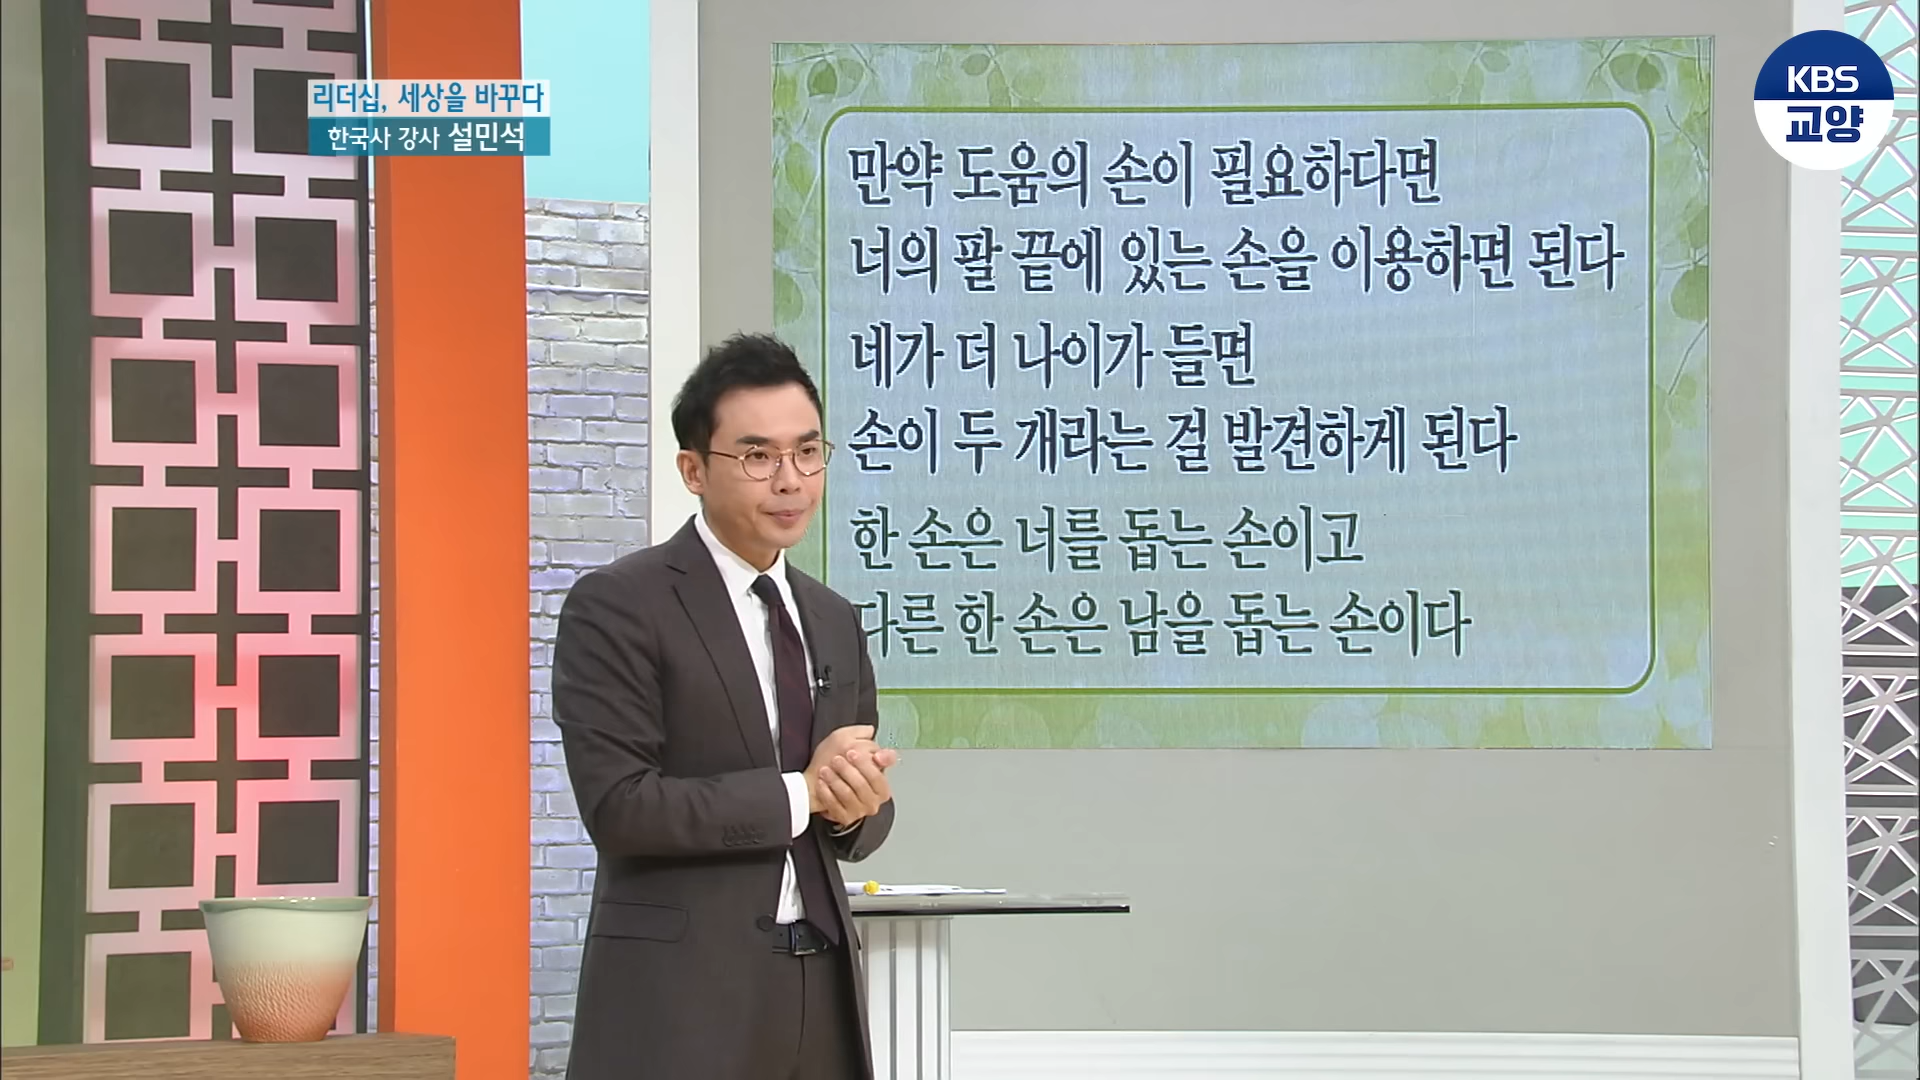 리더십, 세상을 바꾸다
한국사 강사 설민석
KBS
교양
만약 도움의 손이 필요하다면
너의 팔 끝에 있는 손을 이용하면 된다
네가 더 나이가 들면
손이 두 개라는 걸 발견하게 된다
한 손은 너를 돕는 손이고
다른 한 손은 남을 돕는 손이다